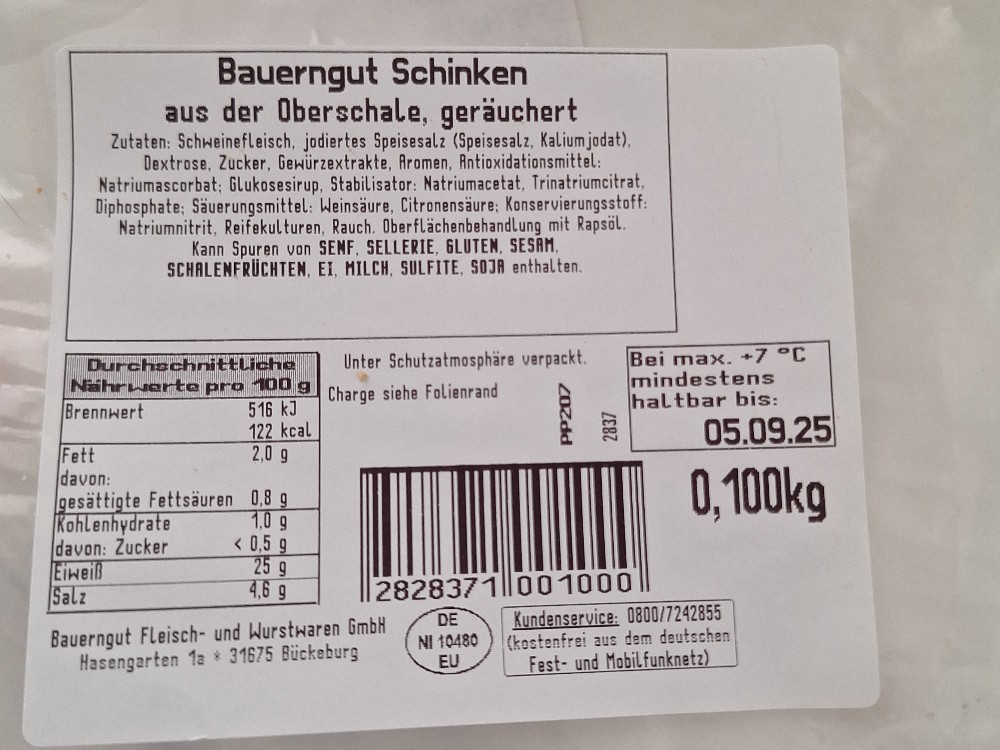 Bauerngut Schinken
aus der Oberschale, geräuchert
Zutaten: Schweinefleisch, jodiertes Speisesalz (Speisesalz, Kaliumjodat),
Dextrose, Zucker, Gewürzextrakte, Aromen, Antioxidationsmittel:
Natriumascorbat; Glukosesirup, Stabilisator: Natriumacetat, Trinatriumcitrat,
Diphosphate; Säuerungsmittel: Weinsäure, Citronensäure; Konservierungsstoff:
Natriumnitrit, Reifekulturen, Rauch. Oberflächenbehandlung mit Rapsöl.
Kann Spuren von SENF, SELLERIE, GLUTEN, SESAM,
SCHALENFRÜCHTEN, EI, MILCH, SULFITE, SOJA enthalten.
Durchschnittliche
Nährwerte pro 100 g
Brennwert 516 kJ
122 kcal
Fett 2,0 g
davon:
gesättigte Fettsäuren 0,8 g
Kohlenhydrate 1,0 g
davon: Zucker < 0,5 g
Eiweiß 25 g
Salz 4,6 g
Unter Schutzatmosphäre verpackt.
Charge siehe Folienrand
PP207
2837
Bei max. +7 °C
mindestens
haltbar bis:
05.09.25
0,100kg
2828371 001000
Bauerngut Fleisch- und Wurstwaren GmbH
Hasengarten 1a * 31675 Bückeburg
DE
NI 10480
EU
Kundenservice: 0800/7242855
(kostenfrei aus dem deutschen
Fest- und Mobilfunknetz)